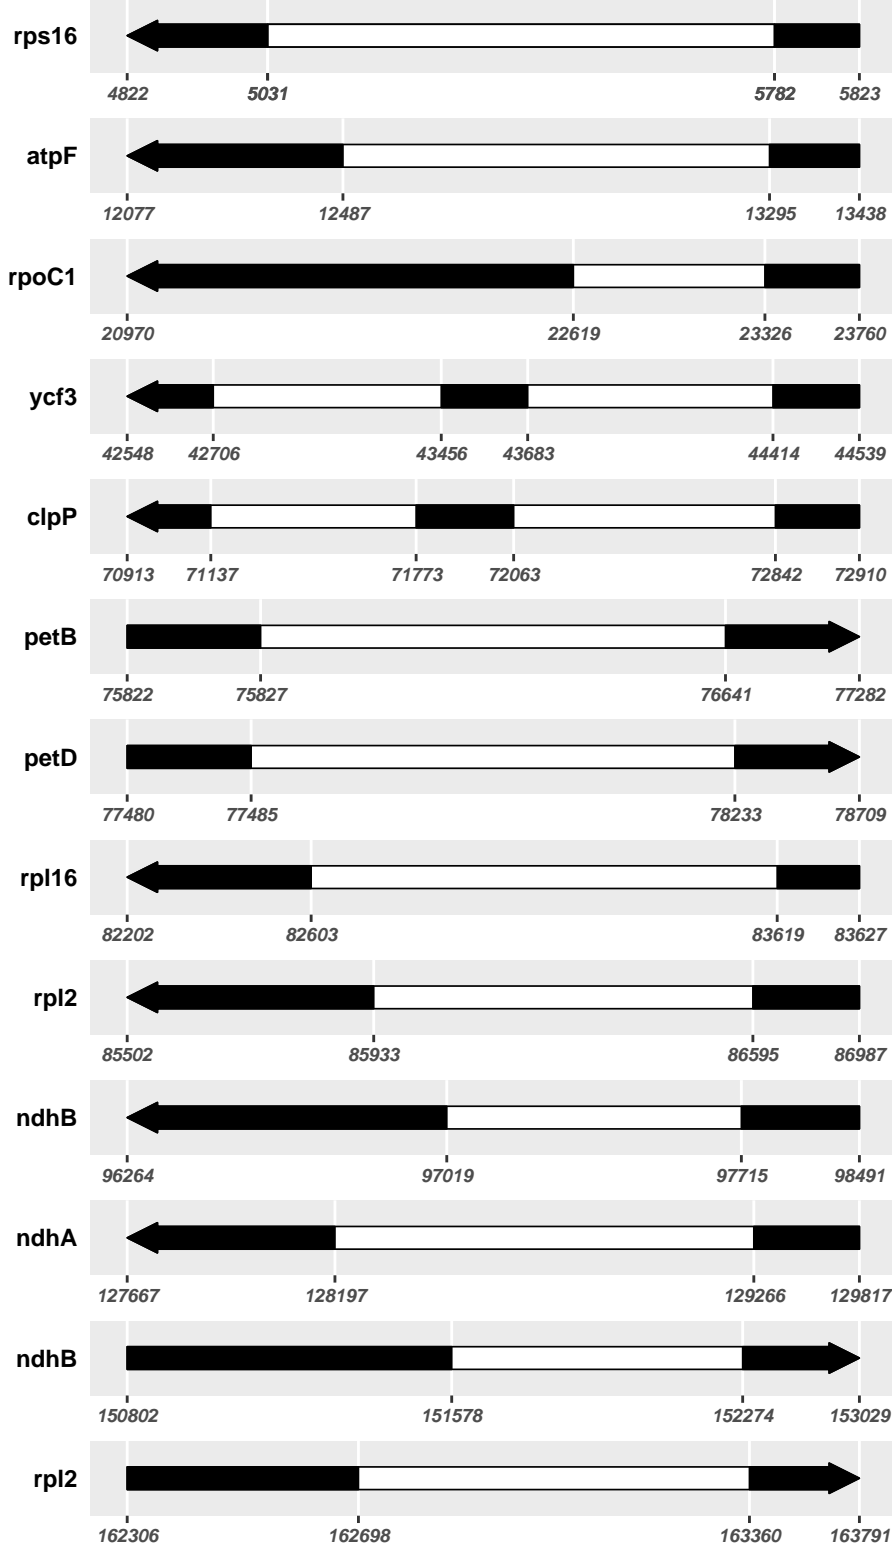 rps16
4822 5031 5782 5823
atpF
12077 12487 13295 13438
rpoC1
20970 22619 23326 23760
ycf3
42548 42706 43456 43683 44414 44539
clpP
70913 71137 71773 72063 72842 72910
petB
75822 75827 76641 77282
petD
77480 77485 78233 78709
rpl16
82202 82603 83619 83627
rpl2
85502 85933 86595 86987
ndhB
96264 97019 97715 98491
ndhA
127667 128197 129266 129817
ndhB
150802 151578 152274 153029
rpl2
162306 162698 163360 163791